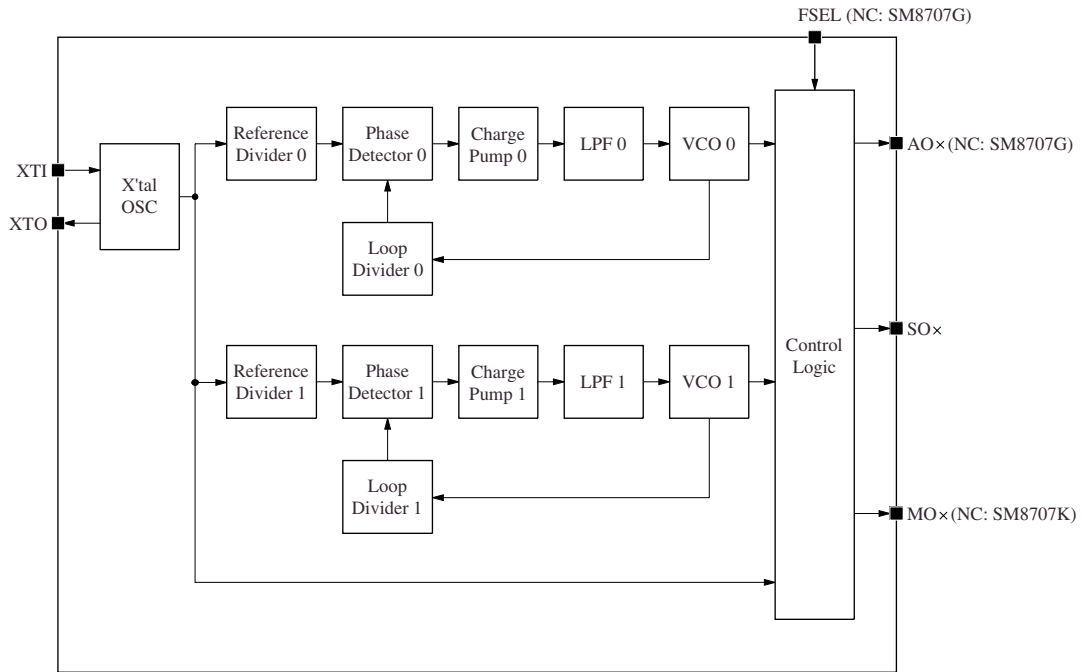 FSEL (NC: SM8707G)
Reference
Divider 0
Phase
Detector 0
Charge
Pump 0
LPF 0
VCO 0
AO× (NC: SM8707G)
XTI
XTO
X'tal
OSC
Loop
Divider 0
SO×
Control
Logic
Reference
Divider 1
Phase
Detector 1
Charge
Pump 1
LPF 1
VCO 1
Loop
Divider 1
MO× (NC: SM8707K)